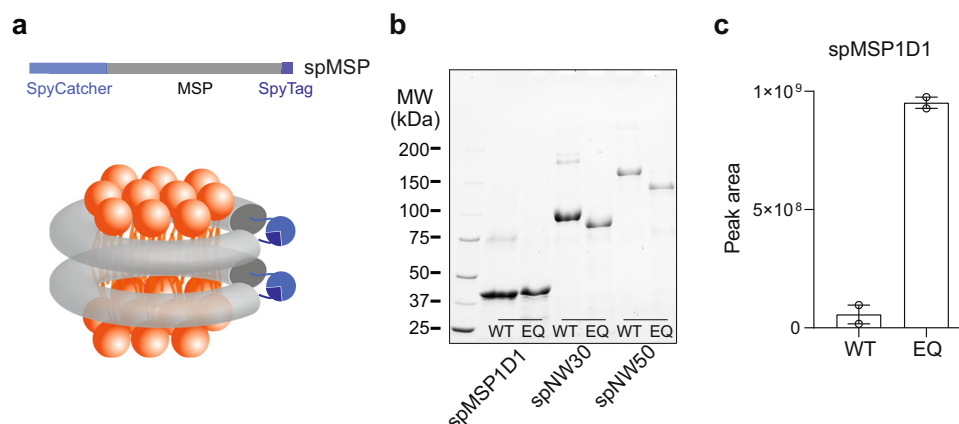 a
spMSP
SpyCatcher MSP SpyTag
b
MW
(kDa)
200
150
100
75
50
37
25
WT EQ WT EQ WT EQ
spMSP1D1 spNW30 spNW50
c
spMSP1D1
Peak area
1×10⁹
5×10⁸
0
WT EQ